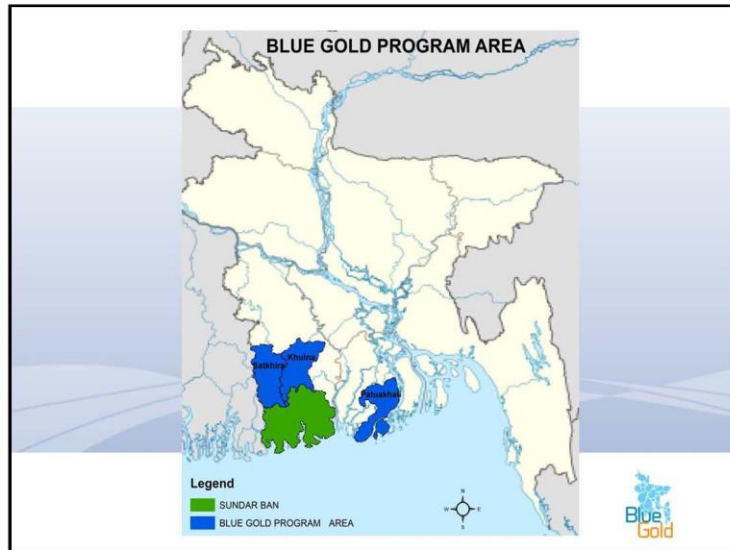 BLUE GOLD PROGRAM AREA
Khulna
Satkhira
Patuakhali
Legend
SUNDAR BAN
BLUE GOLD PROGRAM AREA
N
W E
S
Blue
Gold